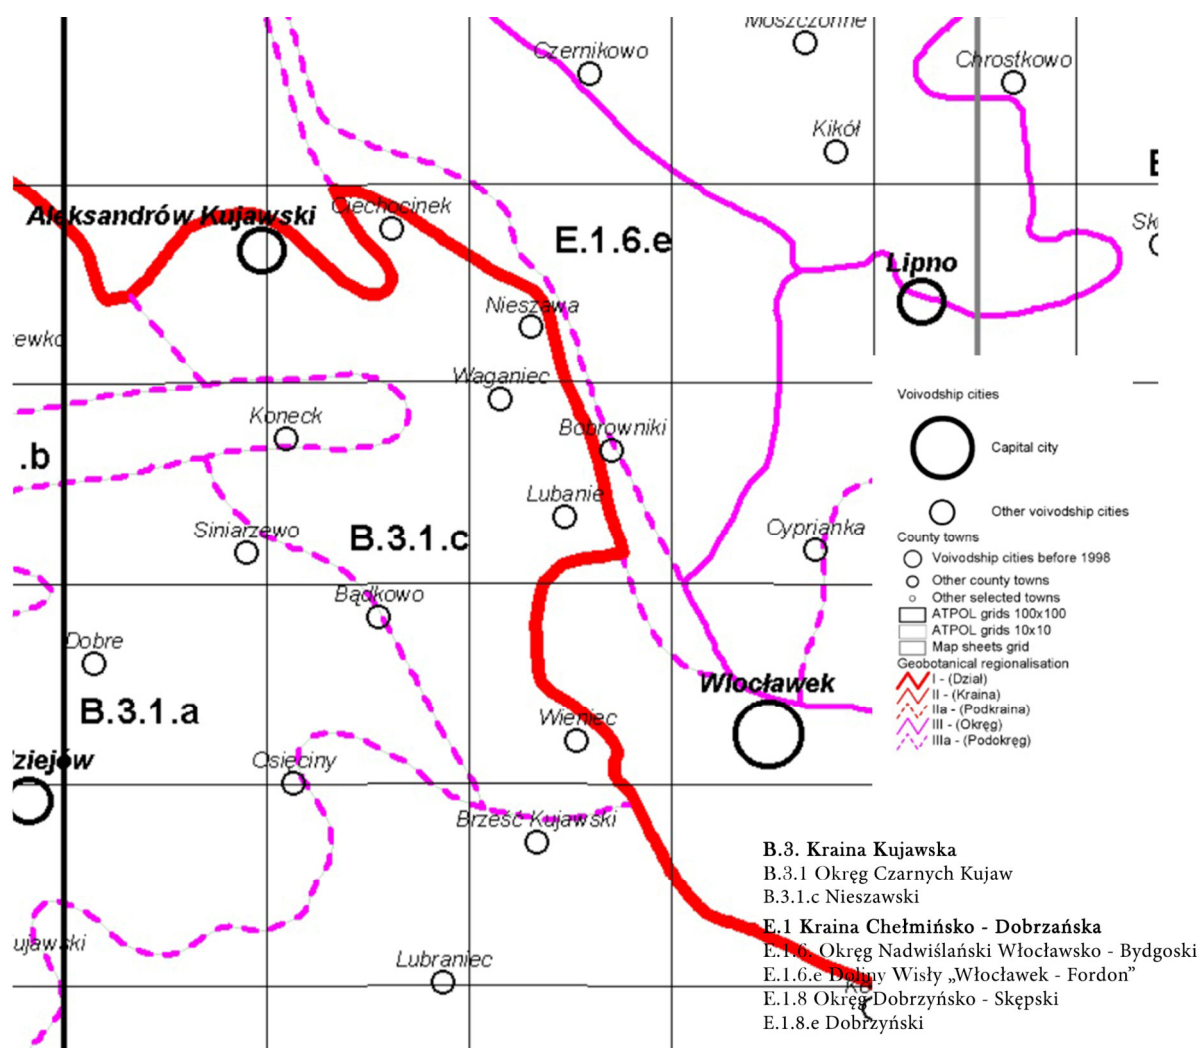 Moszczonne
Czernikowo
Chrostkowo
Kikół
Ciechocinek
Aleksandrów Kujawski
E.1.6.e
Lipno
Nieszawa
Waganiec
Koneck
Bobrowniki
.b
Lubanie
Siniarzewo
B.3.1.c
Cyprianka
Bądkowo
Dobre
Włocławek
B.3.1.a
Wieniec
ziejów
Osięciny
Brześć Kujawski
ujawski
Lubraniec
Voivodship cities
Capital city
Other voivodship cities
County towns
Voivodship cities before 1998
Other county towns
Other selected towns
ATPOL grids 100x100
ATPOL grids 10x10
Map sheets grid
Geobotanical regionalisation
I - (Dział)
II - (Kraina)
IIa - (Podkraina)
III - (Okręg)
IIIa - (Podokręg)
B.3. Kraina Kujawska
B.3.1 Okręg Czarnych Kujaw
B.3.1.c Nieszawski
E.1 Kraina Chełmińsko - Dobrzańska
E.1.6. Okręg Nadwiślański Włocławsko - Bydgoski
E.1.6.e Doliny Wisły „Włocławek - Fordon”
E.1.8 Okręg Dobrzyńsko - Skępski
E.1.8.e Dobrzyński